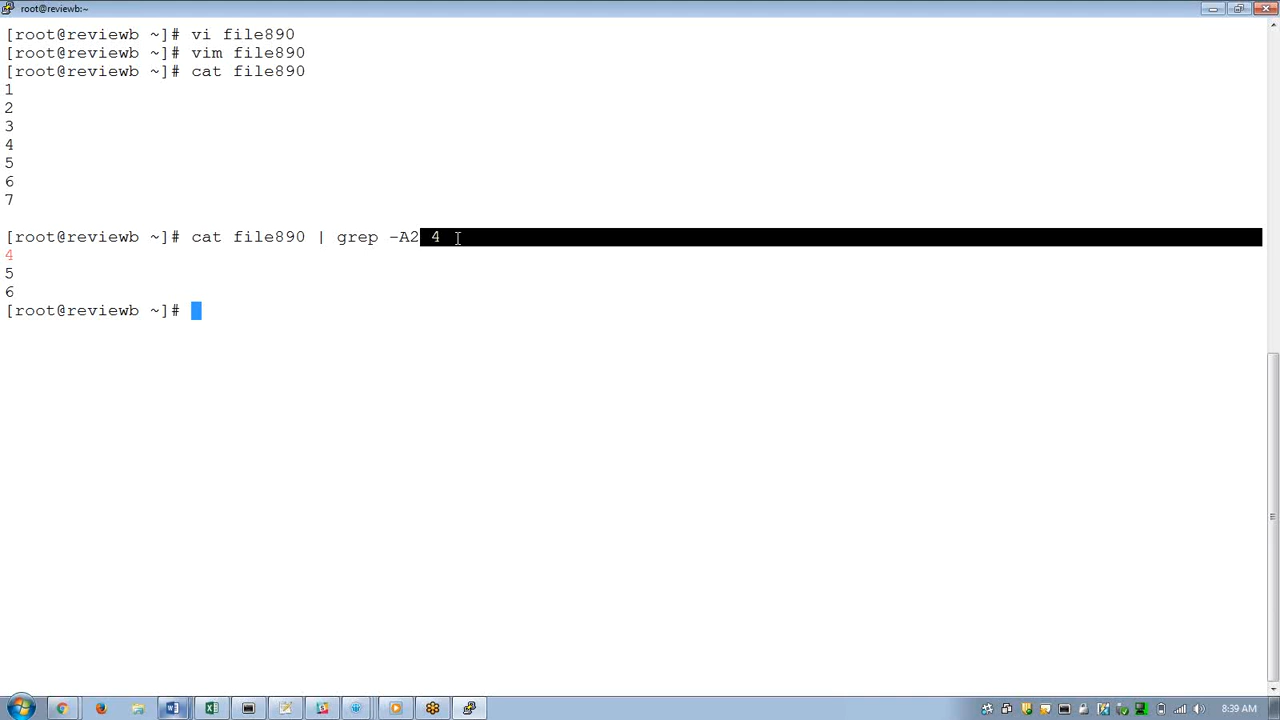 root@reviewb:~
[root@reviewb ~]# vi file890
[root@reviewb ~]# vim file890
[root@reviewb ~]# cat file890
1
2
3
4
5
6
7
[root@reviewb ~]# cat file890 | grep -A2 4
4
5
6
[root@reviewb ~]#
8:39 AM